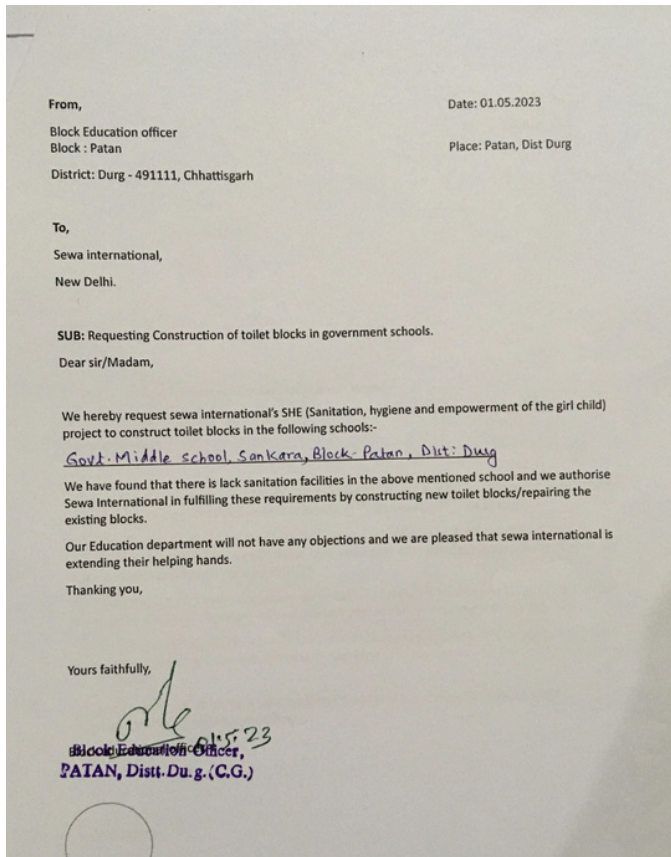 From,
Date: 01.05.2023
Block Education officer
Block : Patan
Place: Patan, Dist Durg
District: Durg - 491111, Chhattisgarh
To,
Sewa international,
New Delhi.
SUB: Requesting Construction of toilet blocks in government schools.
Dear sir/Madam,
We hereby request sewa international's SHE (Sanitation, hygiene and empowerment of the girl child)
project to construct toilet blocks in the following schools:-
Govt. Middle school, Sankara, Block-Patan, Dist: Durg
We have found that there is lack sanitation facilities in the above mentioned school and we authorise
Sewa International in fulfilling these requirements by constructing new toilet blocks/repairing the
existing blocks.
Our Education department will not have any objections and we are pleased that sewa international is
extending their helping hands.
Thanking you,
Yours faithfully,
01.5.23
Block Education Officer,
PATAN, Distt.Du.g.(C.G.)